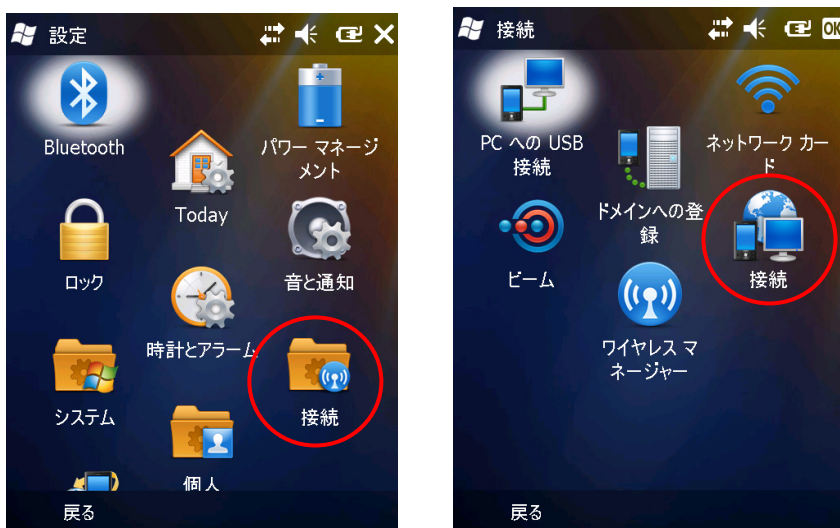 設定
Bluetooth
パワー マネージ
メント
Today
ロック
音と通知
時計とアラーム
システム
接続
個人
戻る
接続
OK
PC への USB
接続
ネットワーク カー
ド
ドメインへの登
録
ビーム
接続
ワイヤレス マ
ネージャー
戻る